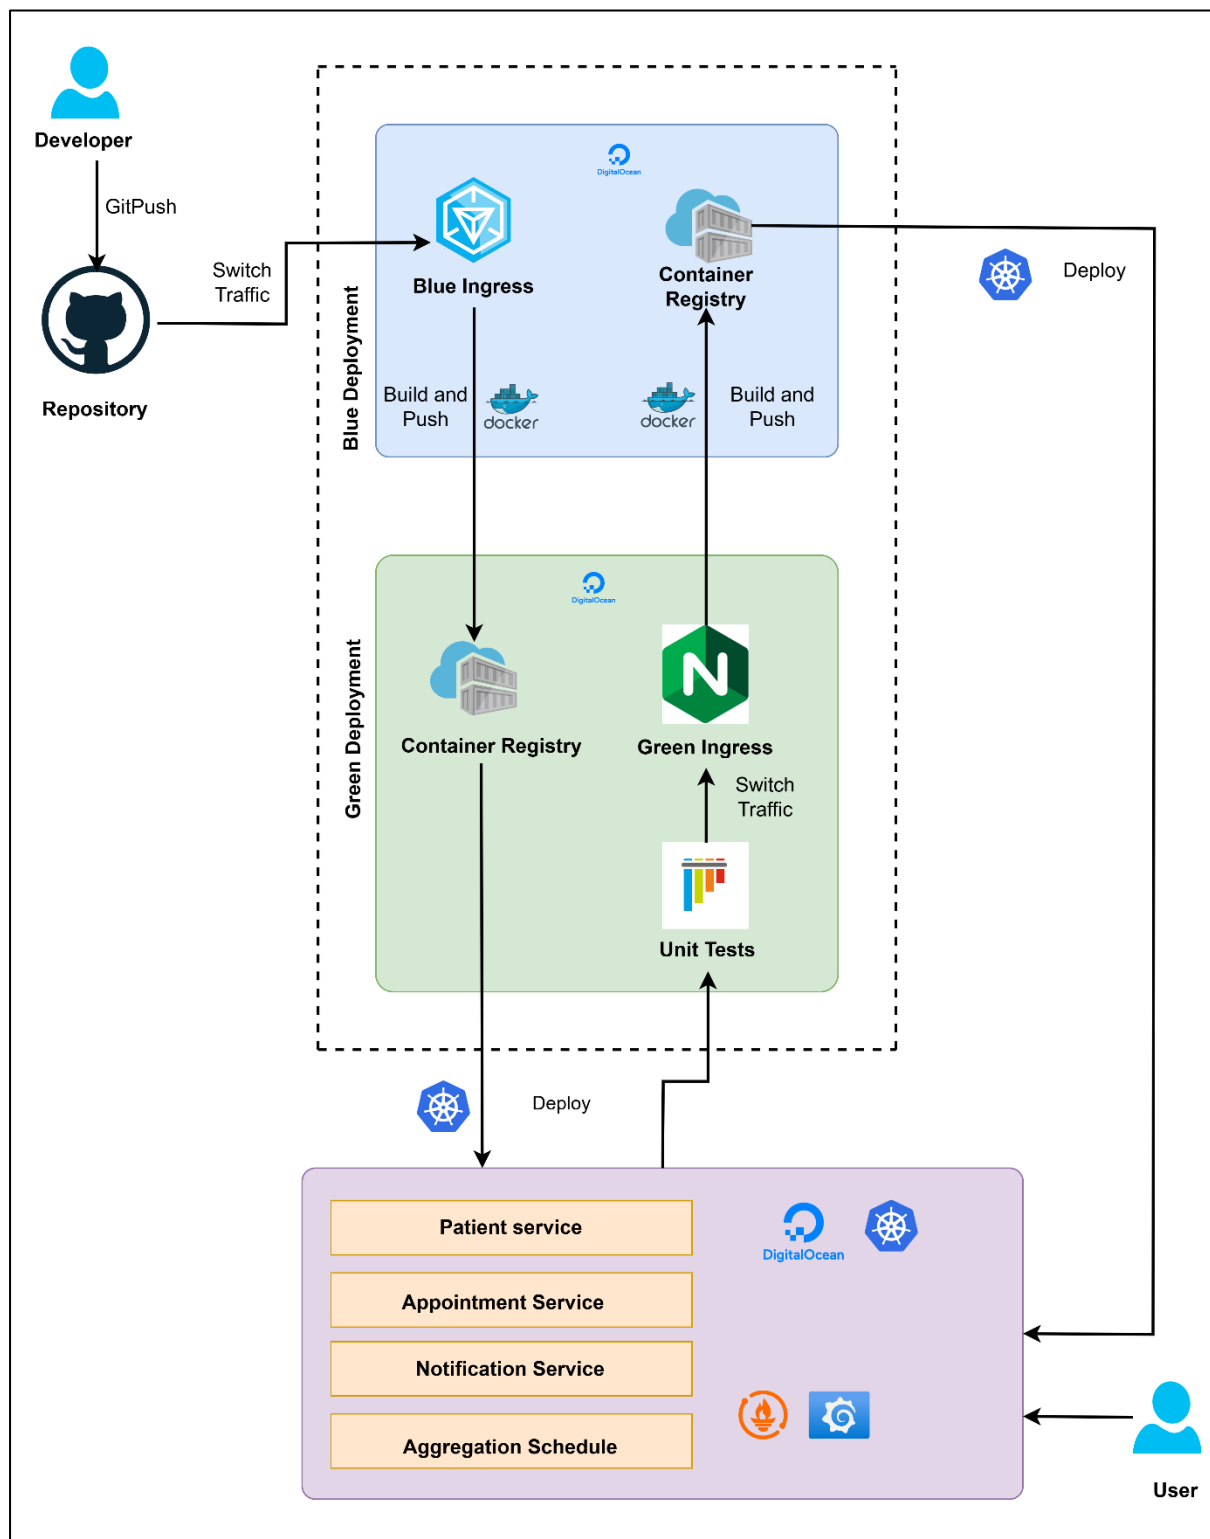 Developer
GitPush
Repository
Switch
Traffic
Blue Deployment
DigitalOcean
Blue Ingress
Container
Registry
Deploy
Build and
Push
docker
docker
Build and
Push
Green Deployment
DigitalOcean
Container Registry
Green Ingress
Switch
Traffic
Unit Tests
Deploy
Patient service
Appointment Service
Notification Service
Aggregation Schedule
DigitalOcean
User